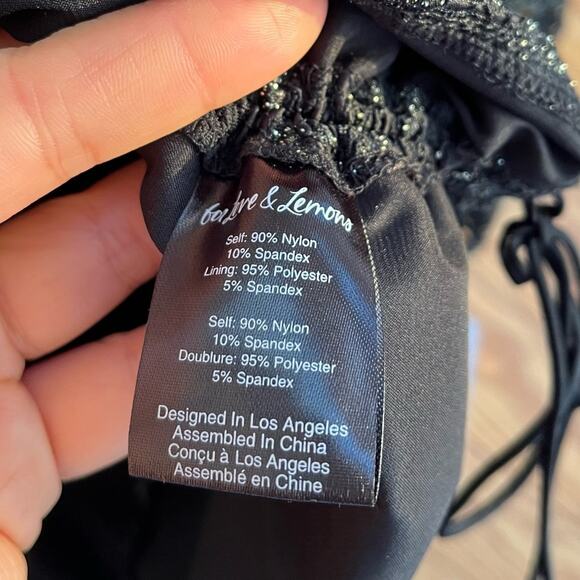 For Love & Lemons
Self: 90% Nylon
10% Spandex
Lining: 95% Polyester
5% Spandex
Self: 90% Nylon
10% Spandex
Doublure: 95% Polyester
5% Spandex
Designed In Los Angeles
Assembled In China
Conçu à Los Angeles
Assemblé en Chine